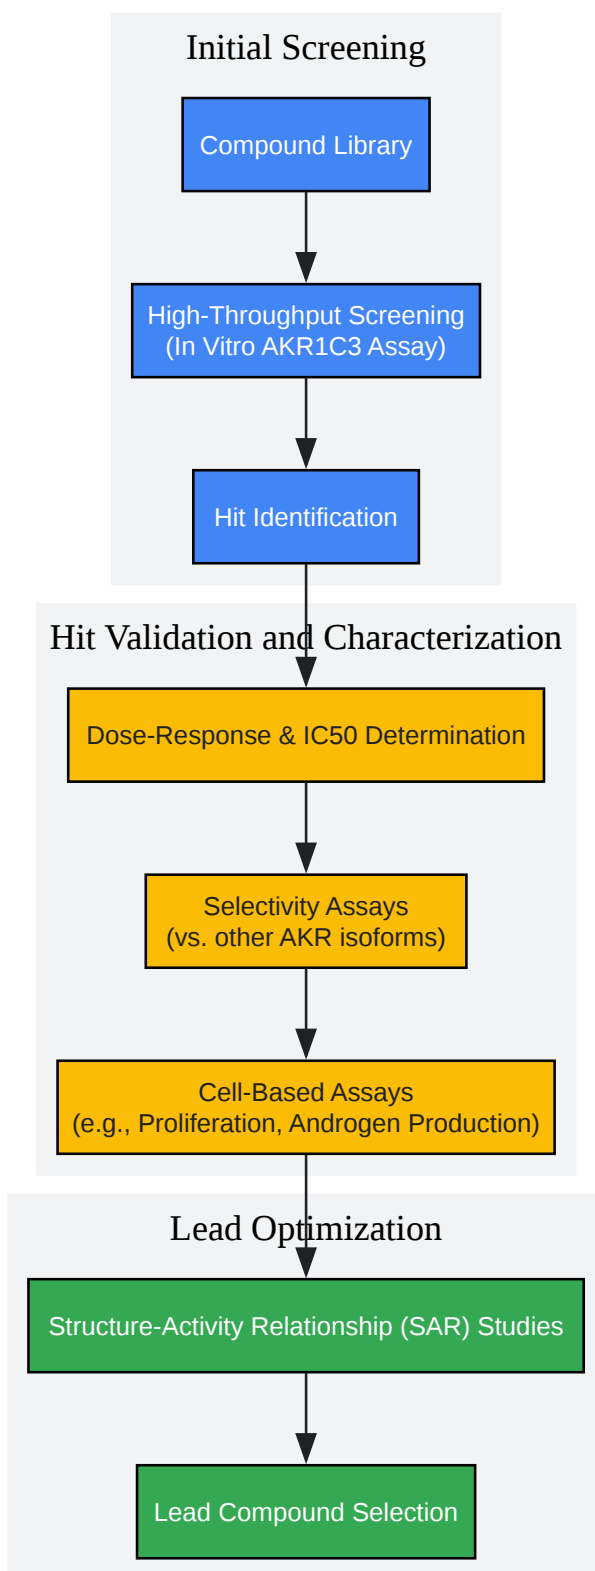 Initial Screening
Compound Library
High-Throughput Screening
(In Vitro AKR1C3 Assay)
Hit Identification
Hit Validation and Characterization
Dose-Response & IC50 Determination
Selectivity Assays
(vs. other AKR isoforms)
Cell-Based Assays
(e.g., Proliferation, Androgen Production)
Lead Optimization
Structure-Activity Relationship (SAR) Studies
Lead Compound Selection